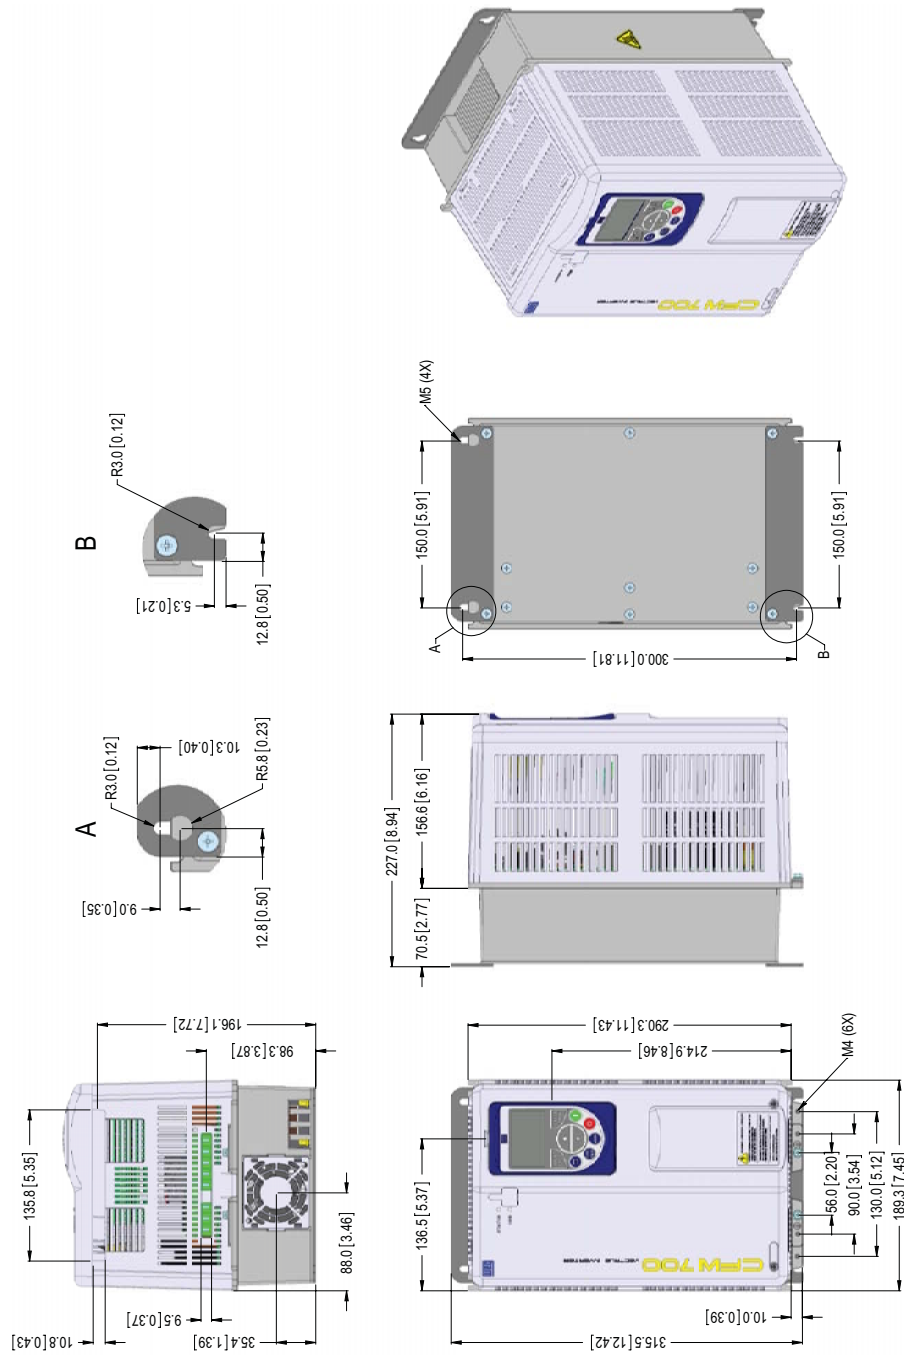 CFW 700
VECTRUS INVERTER
B
R3.0 [0.12]
5.3 [0.21]
12.8 [0.50]
M5 (4X)
150.0 [5.91]
150.0 [5.91]
300.0 [11.81]
A
B
A
R3.0 [0.12]
10.3 [0.40]
R5.8 [0.23]
9.0 [0.35]
12.8 [0.50]
227.0 [8.94]
156.6 [6.16]
70.5 [2.77]
196.1 [7.72]
98.3 [3.87]
135.8 [5.35]
88.0 [3.46]
9.5 [0.37]
35.4 [1.39]
10.8 [0.43]
290.3 [11.43]
214.9 [8.46]
M4 (6X)
136.5 [5.37]
56.0 [2.20]
90.0 [3.54]
130.0 [5.12]
189.3 [7.45]
10.0 [0.39]
315.5 [12.42]
CFW 700
VECTRUS INVERTER